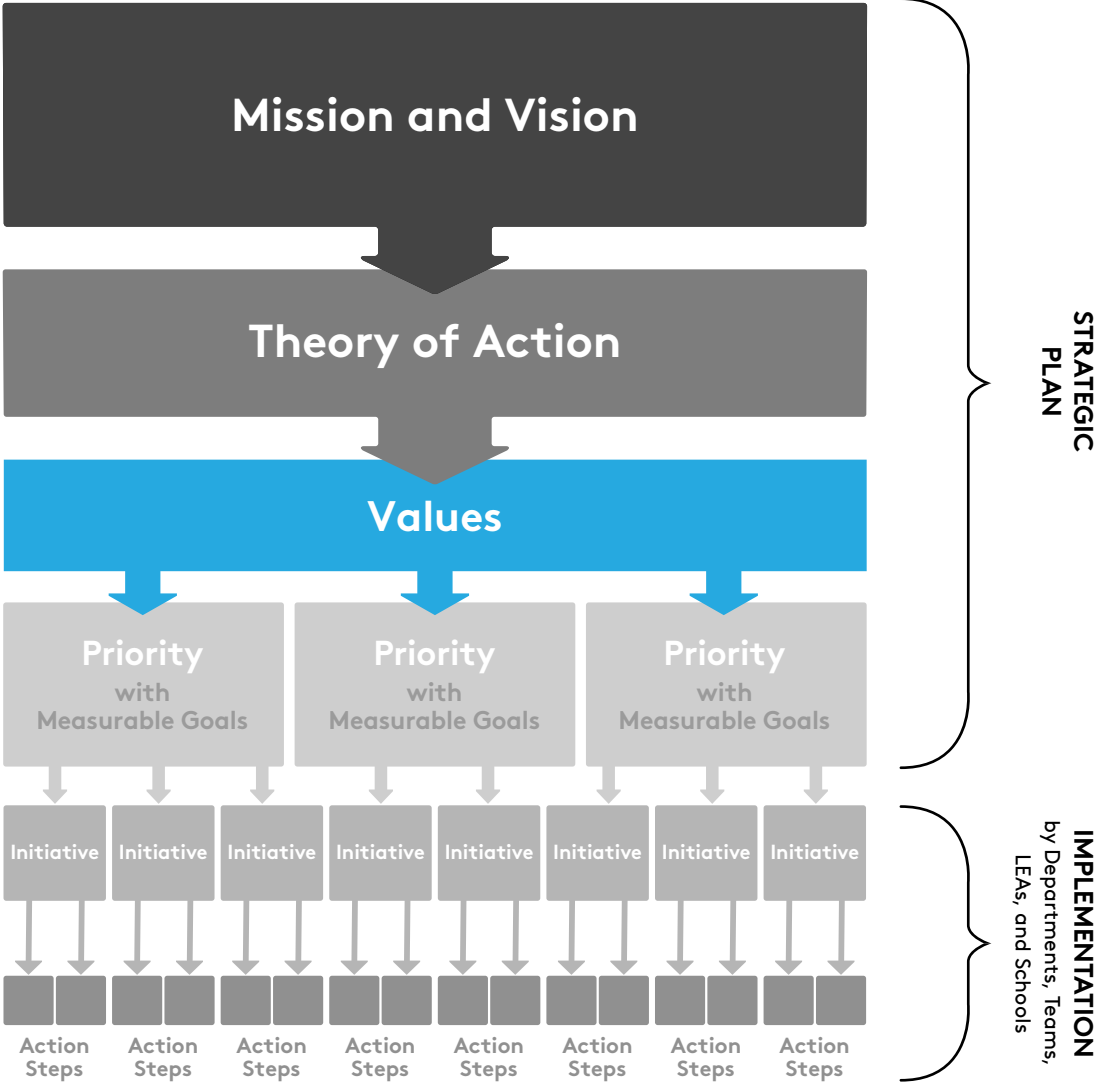 Mission and Vision
Theory of Action
Values
Priority
with
Measurable Goals
Priority
with
Measurable Goals
Priority
with
Measurable Goals
Initiative
Initiative
Initiative
Initiative
Initiative
Initiative
Initiative
Initiative
Action
Steps
Action
Steps
Action
Steps
Action
Steps
Action
Steps
Action
Steps
Action
Steps
Action
Steps
STRATEGIC
PLAN
IMPLEMENTATION
by Departments, Teams,
LEAs, and Schools